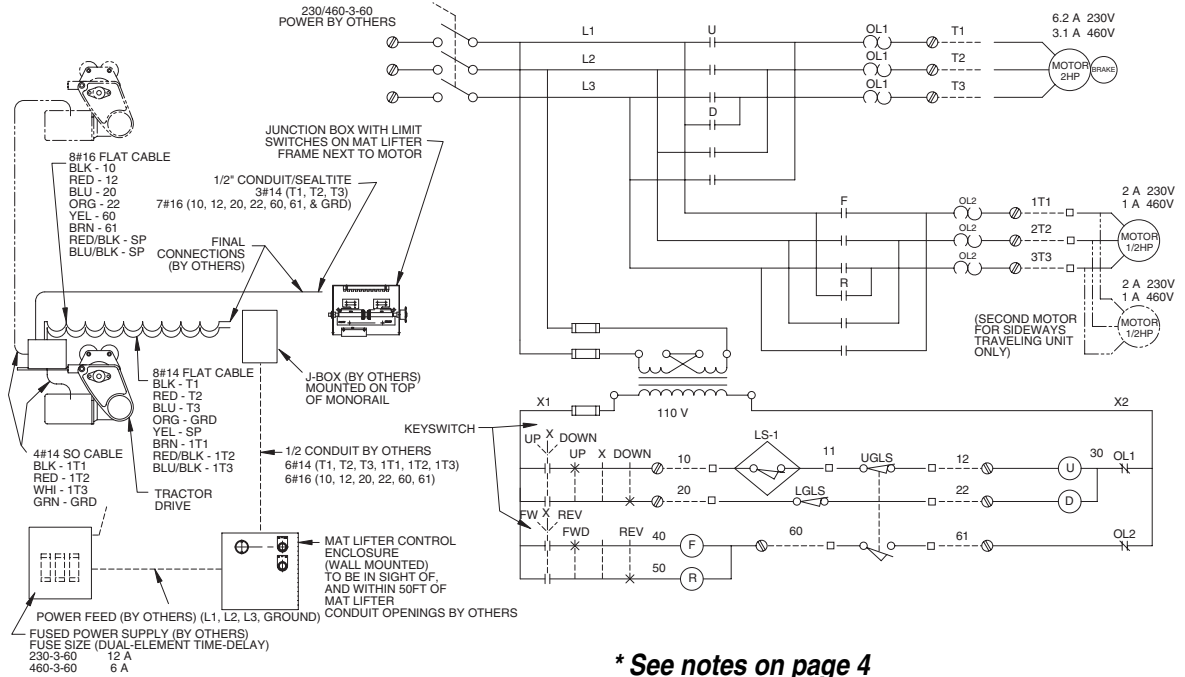 230/460-3-60
POWER BY OTHERS
L1
U
OL1
T1
6.2 A 230V
3.1 A 460V
L2
OL1
T2
MOTOR
2HP
BRAKE
L3
OL1
T3
D
JUNCTION BOX WITH LIMIT
SWITCHES ON MAT LIFTER
FRAME NEXT TO MOTOR
8#16 FLAT CABLE
BLK - 10
RED - 12
BLU - 20
ORG - 22
YEL - 60
BRN - 61
RED/BLK - SP
BLU/BLK - SP
1/2" CONDUIT/SEALTITE
3#14 (T1, T2, T3)
7#16 (10, 12, 20, 22, 60, 61, & GRD)
FINAL
CONNECTIONS
(BY OTHERS)
F
OL2
1T1
2 A 230V
1 A 460V
OL2
2T2
MOTOR
1/2HP
OL2
3T3
R
2 A 230V
1 A 460V
MOTOR
1/2HP
(SECOND MOTOR
FOR SIDEWAYS
TRAVELING UNIT
ONLY)
J-BOX (BY OTHERS)
MOUNTED ON TOP
OF MONORAIL
8#14 FLAT CABLE
BLK - T1
RED - T2
BLU - T3
ORG - GRD
YEL - SP
BRN - 1T1
RED/BLK - 1T2
BLU/BLK - 1T3
X1
110 V
X2
KEYSWITCH
UP X DOWN
UP X DOWN
10
LS-1
11
UGLS
12
U
30
OL1
20
LGLS
22
D
FW X REV
FWD REV
40
F
60
61
OL2
50
R
1/2 CONDUIT BY OTHERS
6#14 (T1, T2, T3, 1T1, 1T2, 1T3)
6#16 (10, 12, 20, 22, 60, 61)
4#14 SO CABLE
BLK - 1T1
RED - 1T2
WHI - 1T3
GRN - GRD
TRACTOR
DRIVE
MAT LIFTER CONTROL
ENCLOSURE
(WALL MOUNTED)
TO BE IN SIGHT OF,
AND WITHIN 50FT OF
MAT LIFTER
CONDUIT OPENINGS BY OTHERS
POWER FEED (BY OTHERS) (L1, L2, L3, GROUND)
FUSED POWER SUPPLY (BY OTHERS)
FUSE SIZE (DUAL-ELEMENT TIME-DELAY)
230-3-60 12 A
460-3-60 6 A
* See notes on page 4